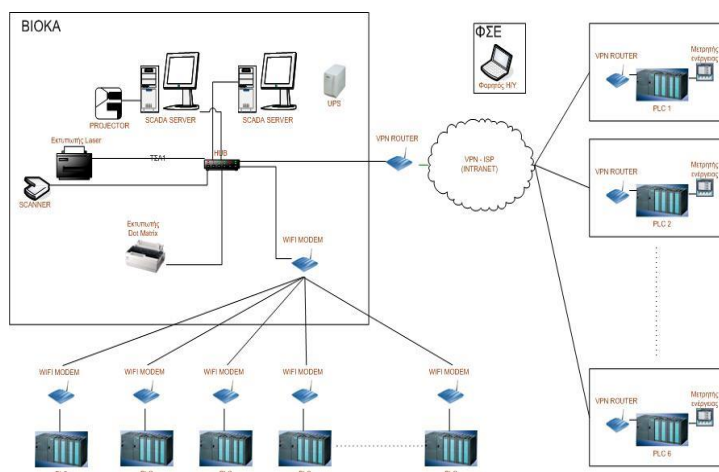 ΒΙΟΚΑ
PROJECTOR
SCADA SERVER
SCADA SERVER
UPS
Εκτυπωτής Laser
ΤΣΛ1
HUB
SCANNER
Εκτυπωτής
Dot Matrix
WIFI MODEM
VPN ROUTER
VPN - ISP
(INTRANET)
ΦΣΕ
Φορητός Η/Υ
VPN ROUTER
PLC 1
Μετρητής
ενέργειας
VPN ROUTER
PLC 2
Μετρητής
ενέργειας
VPN ROUTER
PLC 6
Μετρητής
ενέργειας
WIFI MODEM
WIFI MODEM
WIFI MODEM
WIFI MODEM
WIFI MODEM